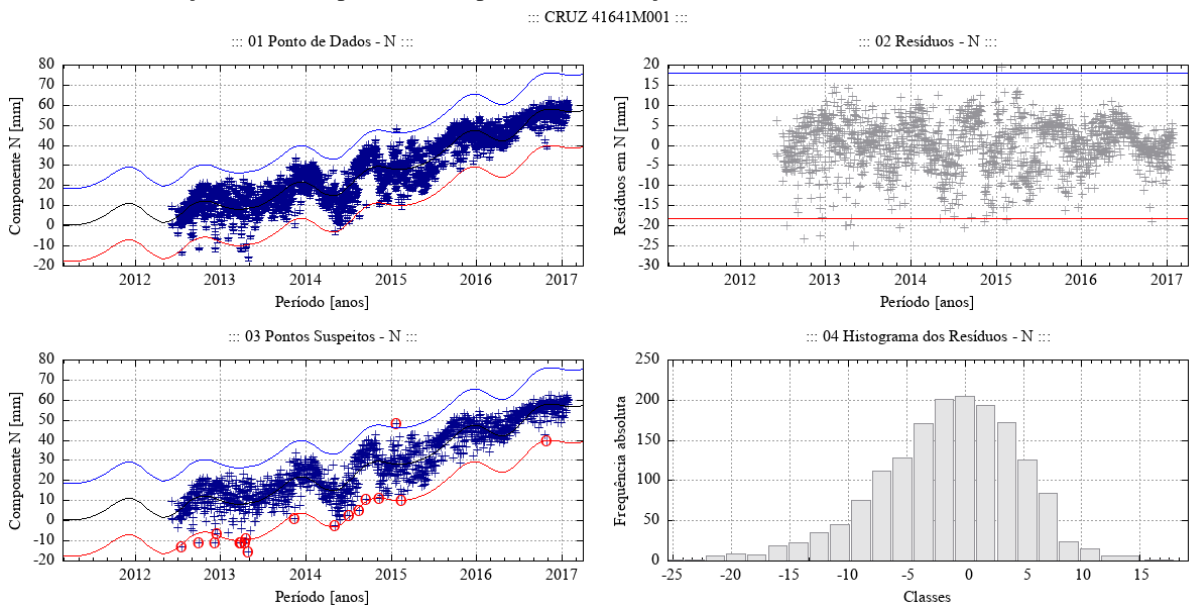 ::: CRUZ 41641M001 :::
::: 01 Ponto de Dados - N :::
80
70
60
50
40
30
20
10
0
-10
-20
Componente N [mm]
2012 2013 2014 2015 2016 2017
Período [anos]
::: 02 Resíduos - N :::
20
15
10
5
0
-5
-10
-15
-20
-25
-30
Resíduos em N [mm]
2012 2013 2014 2015 2016 2017
Período [anos]
::: 03 Pontos Suspeitos - N :::
80
70
60
50
40
30
20
10
0
-10
-20
Componente N [mm]
2012 2013 2014 2015 2016 2017
Período [anos]
::: 04 Histograma dos Resíduos - N :::
250
200
150
100
50
0
Frequência absoluta
-25 -20 -15 -10 -5 0 5 10 15
Classes